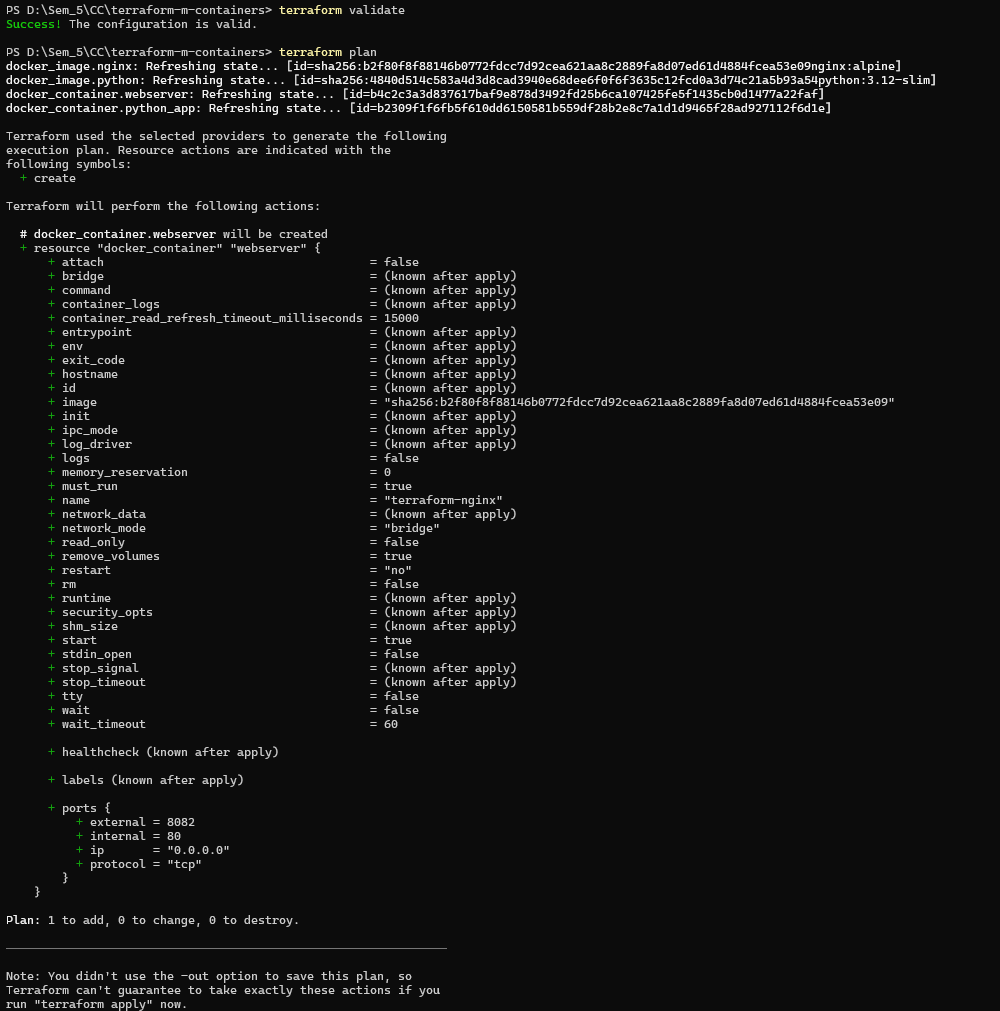 PS D:\Sem_5\CC\terraform-m-containers> terraform validate
Success! The configuration is valid.
PS D:\Sem_5\CC\terraform-m-containers> terraform plan
docker_image.nginx: Refreshing state... [id=sha256:b2f80f8f88146b0772fdcc7d92cea621aa8c2889fa8d07ed61d4884fcea53e09nginx:alpine]
docker_image.python: Refreshing state... [id=sha256:4840d514c583a4d3d8cad3940e68dee6f0f6f3635c12fcd0a3d74c21a5b93a54python:3.12-slim]
docker_container.webserver: Refreshing state... [id=b4c2c3a3d837617baf9e878d3492fd25b6ca107425fe5f1435cb0d1477a22faf]
docker_container.python_app: Refreshing state... [id=b2309f1f6fb5f610dd6150581b559df28b2e8c7a1d1d9465f28ad927112f6d1e]
Terraform used the selected providers to generate the following
execution plan. Resource actions are indicated with the
following symbols:
  + create
Terraform will perform the following actions:
  # docker_container.webserver will be created
  + resource "docker_container" "webserver" {
      + attach                                      = false
      + bridge                                      = (known after apply)
      + command                                     = (known after apply)
      + container_logs                              = (known after apply)
      + container_read_refresh_timeout_milliseconds = 15000
      + entrypoint                                  = (known after apply)
      + env                                         = (known after apply)
      + exit_code                                   = (known after apply)
      + hostname                                    = (known after apply)
      + id                                          = (known after apply)
      + image                                       = "sha256:b2f80f8f88146b0772fdcc7d92cea621aa8c2889fa8d07ed61d4884fcea53e09"
      + init                                        = (known after apply)
      + ipc_mode                                    = (known after apply)
      + log_driver                                  = (known after apply)
      + logs                                        = false
      + memory_reservation                          = 0
      + must_run                                    = true
      + name                                        = "terraform-nginx"
      + network_data                                = (known after apply)
      + network_mode                                = "bridge"
      + read_only                                   = false
      + remove_volumes                              = true
      + restart                                     = "no"
      + rm                                          = false
      + runtime                                     = (known after apply)
      + security_opts                               = (known after apply)
      + shm_size                                    = (known after apply)
      + start                                       = true
      + stdin_open                                  = false
      + stop_signal                                 = (known after apply)
      + stop_timeout                                = (known after apply)
      + tty                                         = false
      + wait                                        = false
      + wait_timeout                                = 60
      + healthcheck (known after apply)
      + labels (known after apply)
      + ports {
          + external = 8082
          + internal = 80
          + ip       = "0.0.0.0"
          + protocol = "tcp"
        }
    }
Plan: 1 to add, 0 to change, 0 to destroy.
Note: You didn't use the -out option to save this plan, so
Terraform can't guarantee to take exactly these actions if you
run "terraform apply" now.